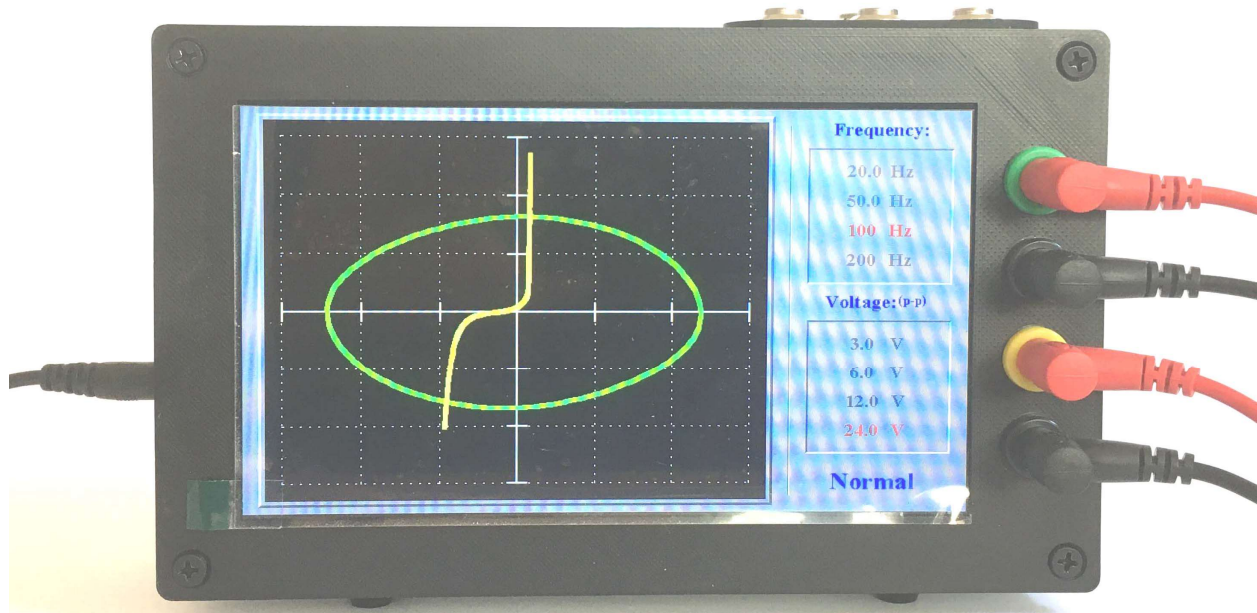 Frequency:
20.0 Hz
50.0 Hz
100 Hz
200 Hz
Voltage:(p-p)
3.0 V
6.0 V
12.0 V
24.0 V
Normal